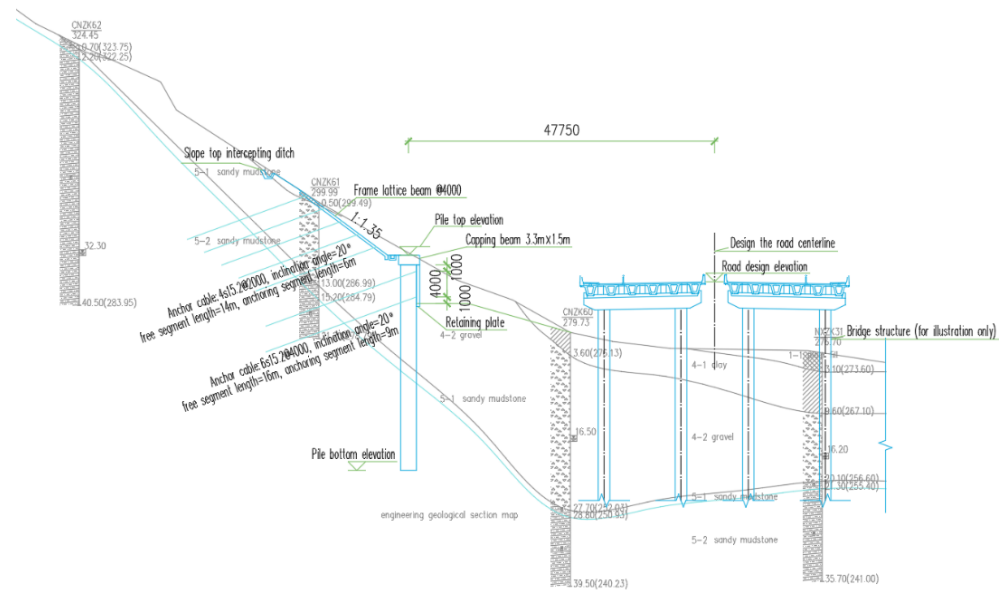 CNZK62
324.45
0.70(323.75)
2.20(322.25)
47750
Slope top intercepting ditch
5-1 sandy mudstone
CNZK61
299.99
0.50(299.49)
Frame lattice beam @4000
1:1.35
Pile top elevation
Capping beam 3.3mx1.5m
Design the road centerline
Road design elevation
5-2 sandy mudstone
32.30
Anchor cable:4s15.2@2000, inclination angle=20°
free segment length=14m, anchoring segment length=6m
13.00(286.99)
15.20(284.79)
4000
1000
1000
40.50(283.95)
Retaining plate
4-2 gravel
CNZK60
279.73
Bridge structure (for illustration only)
Anchor cable:6s15.2@4000, inclination angle=20°
free segment length=16m, anchoring segment length=9m
3.60(276.13)
4-1 clay
3.10(273.60)
5-1 sandy mudstone
9.60(267.10)
16.50
4-2 gravel
16.20
Pile bottom elevation
20.10(256.60)
21.30(255.40)
5-1 sandy mudstone
27.70(252.03)
28.80(250.93)
engineering geological section map
5-2 sandy mudstone
39.50(240.23)
35.70(241.00)